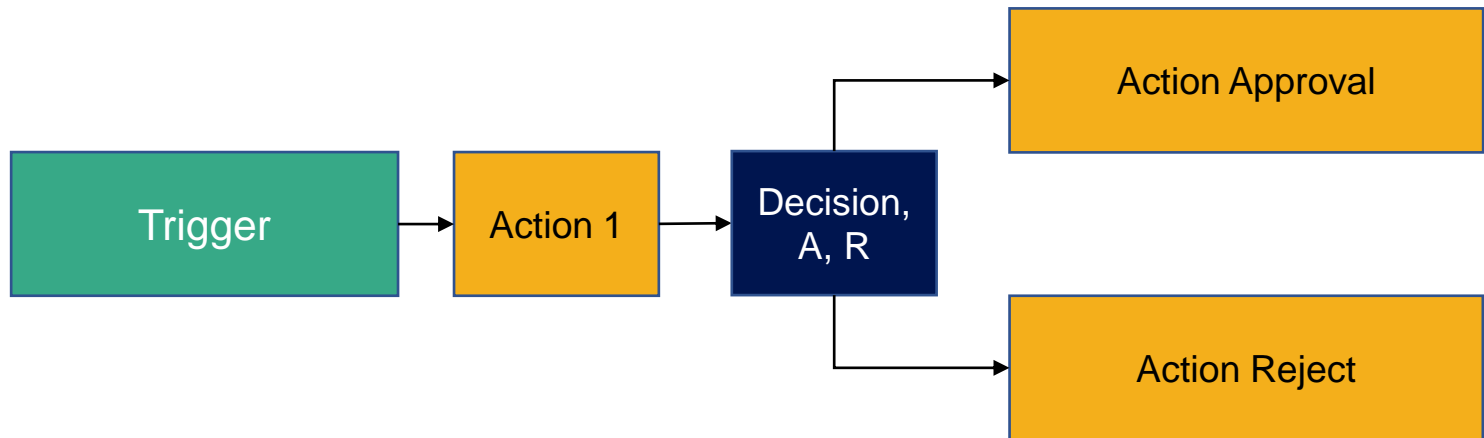 Action Approval
Trigger
Action 1
Decision,
A, R
Action Reject